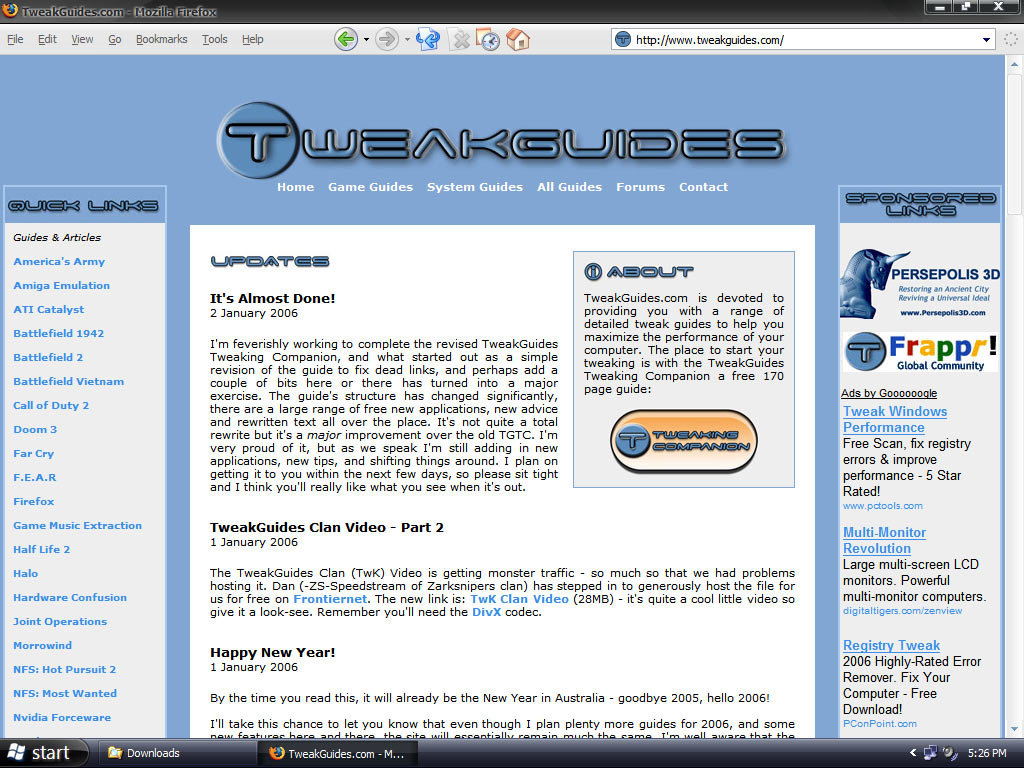 TweakGuides.com - Mozilla Firefox
File Edit View Go Bookmarks Tools Help
http://www.tweakguides.com/
TWEAKGUIDES
Home Game Guides System Guides All Guides Forums Contact
QUICK LINKS
Guides & Articles
America's Army
Amiga Emulation
ATI Catalyst
Battlefield 1942
Battlefield 2
Battlefield Vietnam
Call of Duty 2
Doom 3
Far Cry
F.E.A.R
Firefox
Game Music Extraction
Half Life 2
Halo
Hardware Confusion
Joint Operations
Morrowind
NFS: Hot Pursuit 2
NFS: Most Wanted
Nvidia Forceware
UPDATES
It's Almost Done!
2 January 2006
I'm feverishly working to complete the revised TweakGuides
Tweaking Companion, and what started out as a simple
revision of the guide to fix dead links, and perhaps add a
couple of bits here or there has turned into a major
exercise. The guide's structure has changed significantly,
there are a large range of free new applications, new advice
and rewritten text all over the place. It's not quite a total
rewrite but it's a major improvement over the old TGTC. I'm
very proud of it, but as we speak I'm still adding in new
applications, new tips, and shifting things around. I plan on
getting it to you within the next few days, so please sit tight
and I think you'll really like what you see when it's out.
ABOUT
TweakGuides.com is devoted to
providing you with a range of
detailed tweak guides to help you
maximize the performance of your
computer. The place to start your
tweaking is with the TweakGuides
Tweaking Companion a free 170
page guide:
TWEAKING
COMPANION
TweakGuides Clan Video - Part 2
1 January 2006
The TweakGuides Clan (TwK) Video is getting monster traffic - so much so that we had problems
hosting it. Dan (-ZS-Speedstream of Zarksnipers clan) has stepped in to generously host the file for
us for free on Frontiernet. The new link is: TwK Clan Video (28MB) - it's quite a cool little video so
give it a look-see. Remember you'll need the DivX codec.
Happy New Year!
1 January 2006
By the time you read this, it will already be the New Year in Australia - goodbye 2005, hello 2006!
I'll take this chance to let you know that even though I plan plenty more guides for 2006, and some
new features here and there, the site will essentially remain much the same. I'm well aware that the
SPONSORED
LINKS
PERSEPOLIS 3D
Restoring an Ancient City
Reviving a Universal Ideal
www.Persepolis3D.com
Frappr!
Global Community
Ads by Goooooogle
Tweak Windows
Performance
Free Scan, fix registry
errors & improve
performance - 5 Star
Rated!
www.pctools.com
Multi-Monitor
Revolution
Large multi-screen LCD
monitors. Powerful
multi-monitor computers.
digitaltigers.com/zenview
Registry Tweak
2006 Highly-Rated Error
Remover. Fix Your
Computer - Free
Download!
PConPoint.com
start Downloads TweakGuides.com - M... 5:26 PM